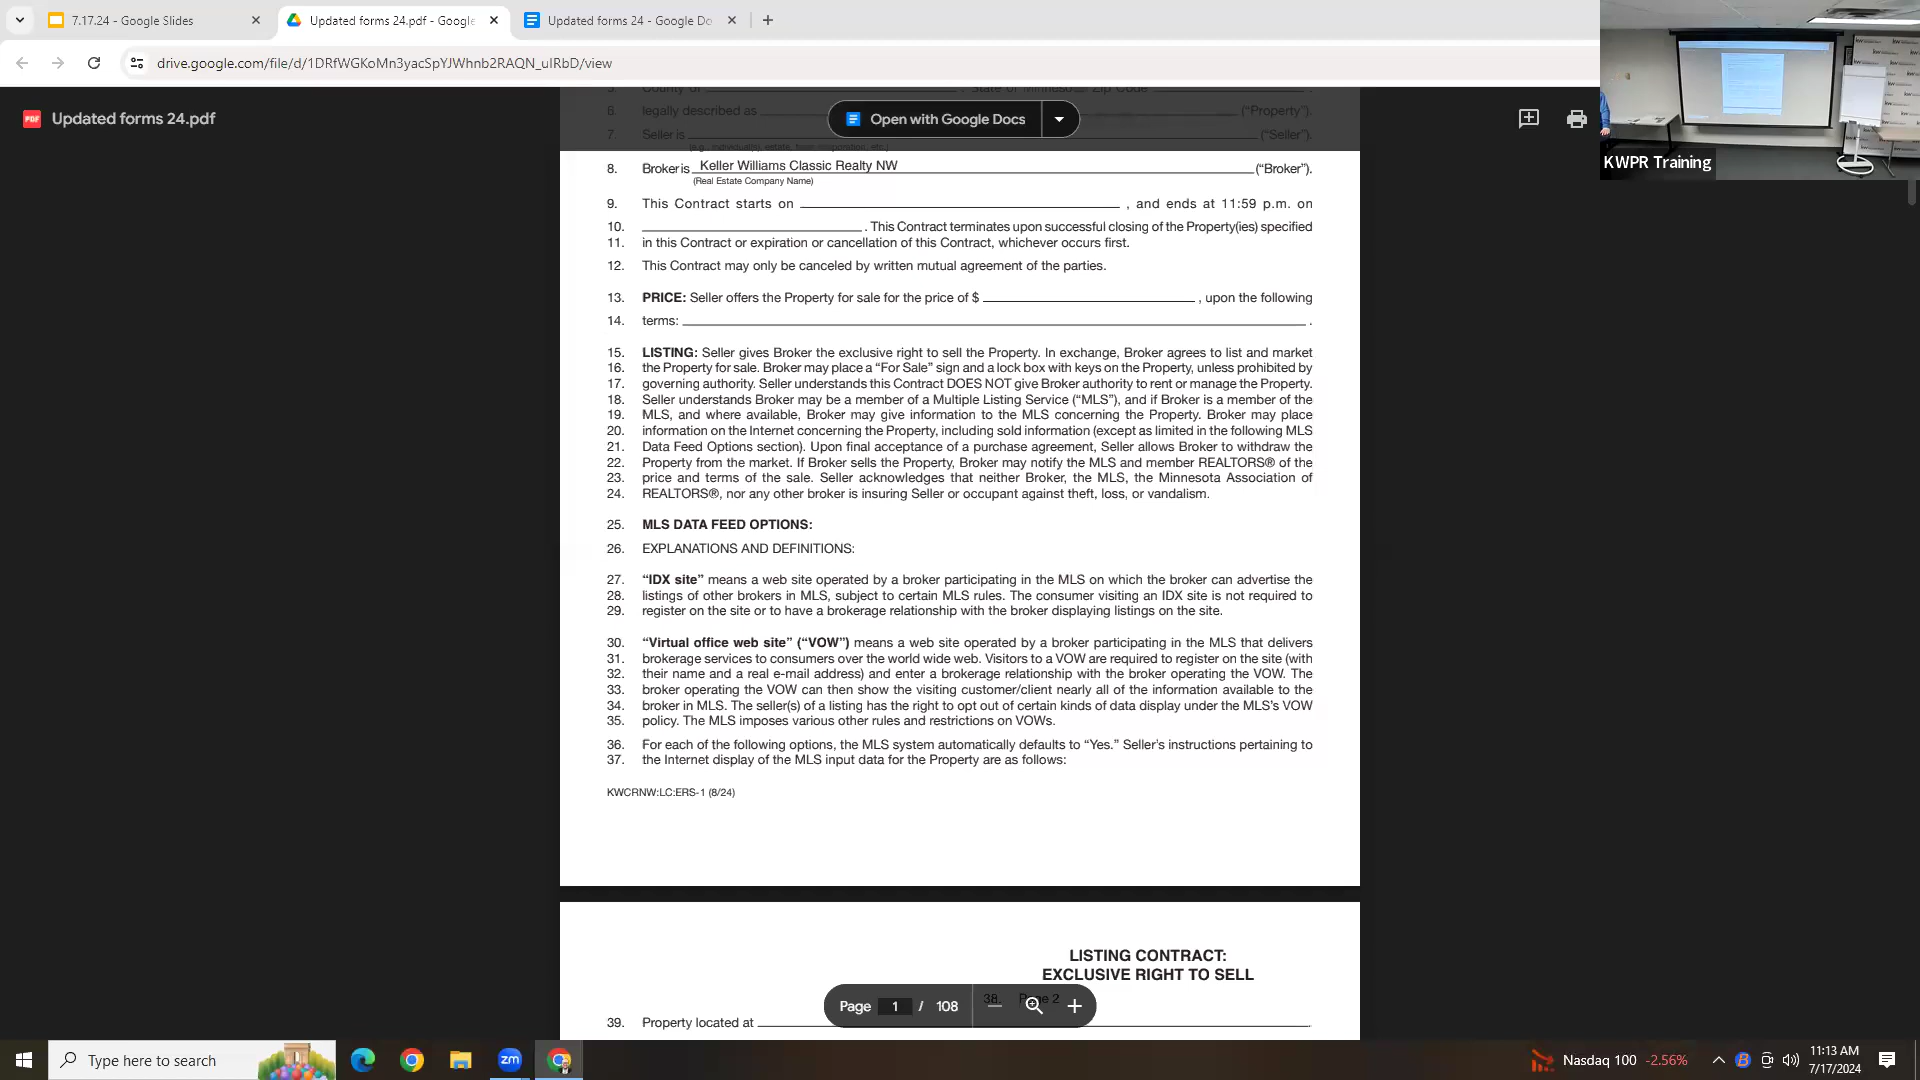 7.17.24 - Google Slides
Updated forms 24.pdf - Google
Updated forms 24 - Google Do
drive.google.com/file/d/1DRfWGKoMn3yacSpYJWhnb2RAQN_uIRbD/view
KWPR Training
PDF Updated forms 24.pdf
Open with Google Docs
5. County of , State of Minnesota, Zip Code
6. legally described as (“Property”).
7. Seller is (“Seller”).
8. Broker is Keller Williams Classic Realty NW (“Broker”).
(Real Estate Company Name)
9. This Contract starts on , and ends at 11:59 p.m. on
10. . This Contract terminates upon successful closing of the Property(ies) specified
11. in this Contract or expiration or cancellation of this Contract, whichever occurs first.
12. This Contract may only be canceled by written mutual agreement of the parties.
13. PRICE: Seller offers the Property for sale for the price of $ , upon the following
14. terms: .
15. LISTING: Seller gives Broker the exclusive right to sell the Property. In exchange, Broker agrees to list and market
16. the Property for sale. Broker may place a “For Sale” sign and a lock box with keys on the Property, unless prohibited by
17. governing authority. Seller understands this Contract DOES NOT give Broker authority to rent or manage the Property.
18. Seller understands Broker may be a member of a Multiple Listing Service (“MLS”), and if Broker is a member of the
19. MLS, and where available, Broker may give information to the MLS concerning the Property. Broker may place
20. information on the Internet concerning the Property, including sold information (except as limited in the following MLS
21. Data Feed Options section). Upon final acceptance of a purchase agreement, Seller allows Broker to withdraw the
22. Property from the market. If Broker sells the Property, Broker may notify the MLS and member REALTORS® of the
23. price and terms of the sale. Seller acknowledges that neither Broker, the MLS, the Minnesota Association of
24. REALTORS®, nor any other broker is insuring Seller or occupant against theft, loss, or vandalism.
25. MLS DATA FEED OPTIONS:
26. EXPLANATIONS AND DEFINITIONS:
27. “IDX site” means a web site operated by a broker participating in the MLS on which the broker can advertise the
28. listings of other brokers in MLS, subject to certain MLS rules. The consumer visiting an IDX site is not required to
29. register on the site or to have a brokerage relationship with the broker displaying listings on the site.
30. “Virtual office web site” (“VOW”) means a web site operated by a broker participating in the MLS that delivers
31. brokerage services to consumers over the world wide web. Visitors to a VOW are required to register on the site (with
32. their name and a real e-mail address) and enter a brokerage relationship with the broker operating the VOW. The
33. broker operating the VOW can then show the visiting customer/client nearly all of the information available to the
34. broker in MLS. The seller(s) of a listing has the right to opt out of certain kinds of data display under the MLS’s VOW
35. policy. The MLS imposes various other rules and restrictions on VOWs.
36. For each of the following options, the MLS system automatically defaults to “Yes.” Seller’s instructions pertaining to
37. the Internet display of the MLS input data for the Property are as follows:
KWCRNW:LC:ERS-1 (8/24)
LISTING CONTRACT:
EXCLUSIVE RIGHT TO SELL
38. Page 2
Page 1 / 108
39. Property located at .
Type here to search
zm
Nasdaq 100 -2.56%
11:13 AM
7/17/2024